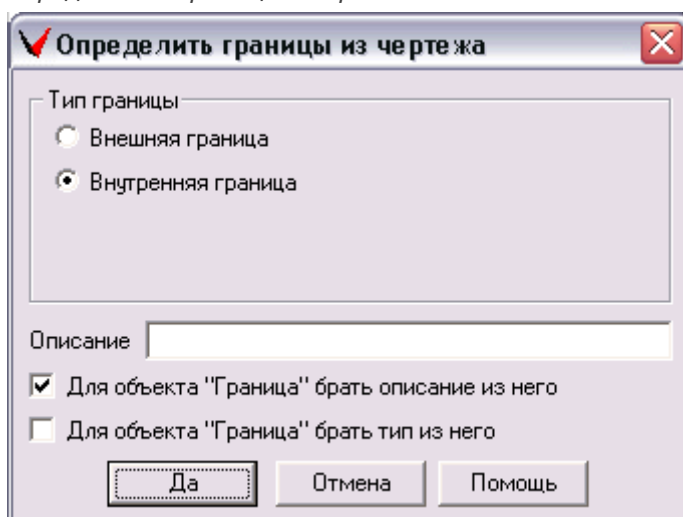 Определить границы из чертежа
Тип границы
Внешняя граница
Внутренняя граница
Описание
Для объекта "Граница" брать описание из него
Для объекта "Граница" брать тип из него
Да Отмена Помощь